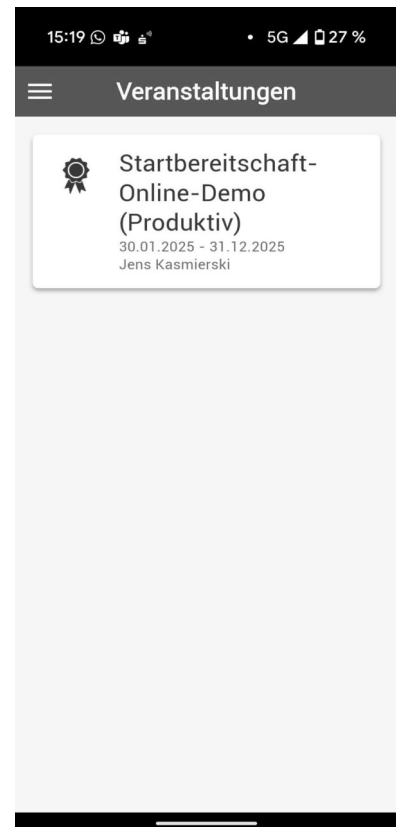 15:19 5G 27 %
Veranstaltungen
Startbereitschaft-
Online-Demo
(Produktiv)
30.01.2025 - 31.12.2025
Jens Kasmierski